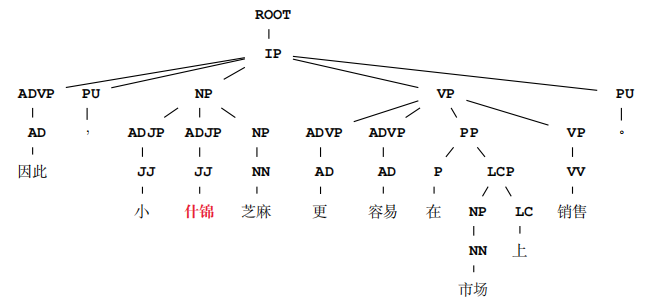 ROOT
IP
ADVP PU NP VP PU
AD , ADJP ADJP NP ADVP ADVP PP VP 。
因此 JJ JJ NN AD AD P LCP VV
小 什锦 芝麻 更 容易 在 NP LC 销售
NN 上
市场